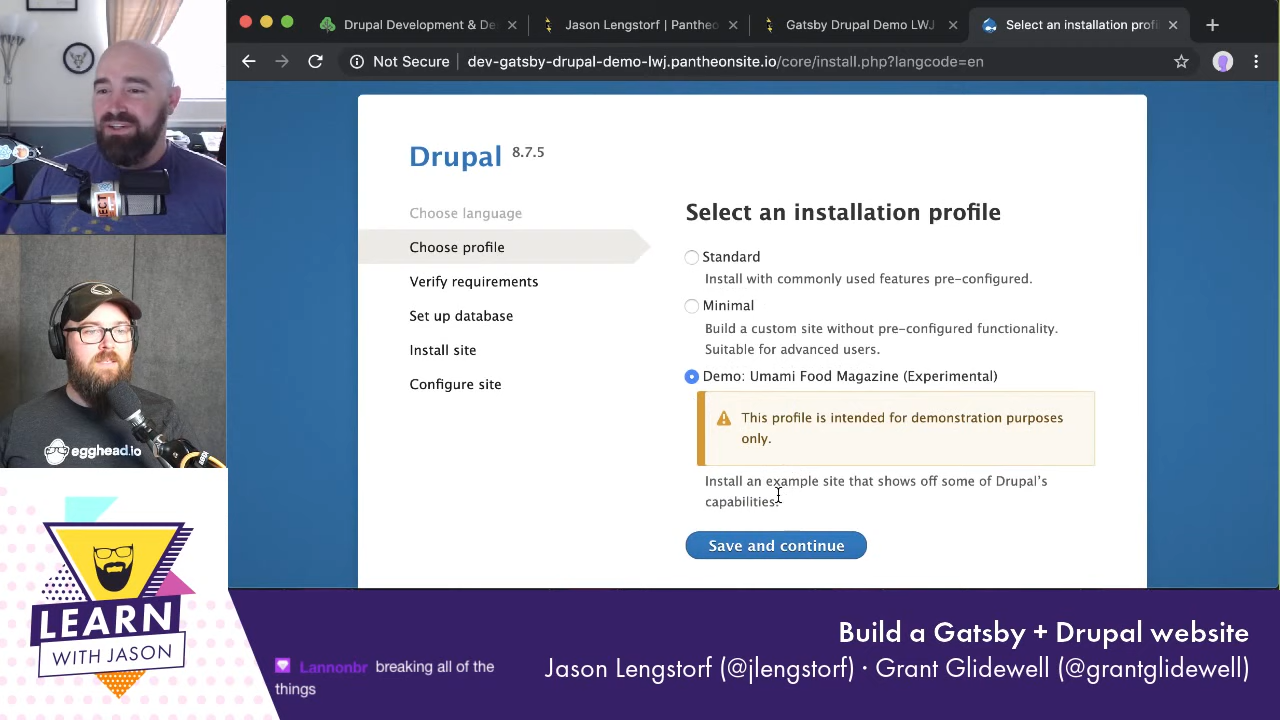 Drupal Development & De
Jason Lengstorf | Pantheo
Gatsby Drupal Demo LWJ
Select an installation profi
Not Secure
dev-gatsby-drupal-demo-lwj.pantheonsite.io/core/install.php?langcode=en
Drupal 8.7.5
Choose language
Choose profile
Verify requirements
Set up database
Install site
Configure site
Select an installation profile
Standard
Install with commonly used features pre-configured.
Minimal
Build a custom site without pre-configured functionality.
Suitable for advanced users.
Demo: Umami Food Magazine (Experimental)
This profile is intended for demonstration purposes
only.
Install an example site that shows off some of Drupal's
capabilities.
Save and continue
egghead.io
LEARN
WITH JASON
Lannonbr breaking all of the
things
Build a Gatsby + Drupal website
Jason Lengstorf (@jlengstorf) · Grant Glidewell (@grantglidewell)